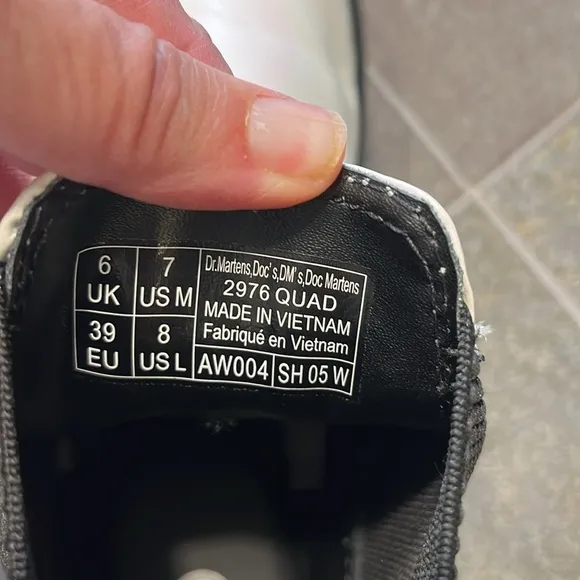 6 UK
7 US M
39 EU
8 US L
Dr.Martens,Doc's,DM's,Doc Martens
2976 QUAD
MADE IN VIETNAM
Fabriqué en Vietnam
AW004
SH 05 W